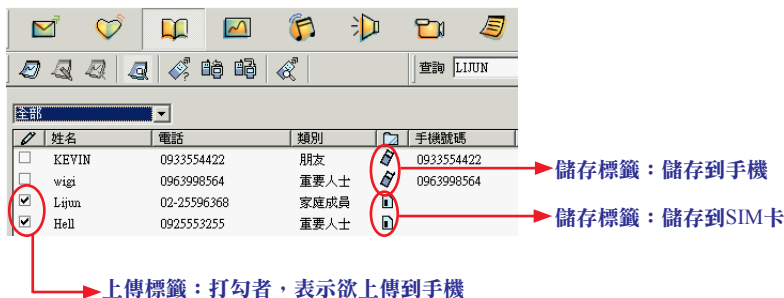 查詢 LIJUN
全部
姓名 電話 類別 手機號碼
KEVIN 0933554422 朋友 0933554422
wigi 0963998564 重要人士 0963998564
Lijun 02-25596368 家庭成員
Hell 0925553255 重要人士
儲存標籤：儲存到手機
儲存標籤：儲存到SIM卡
上傳標籤：打勾者，表示欲上傳到手機